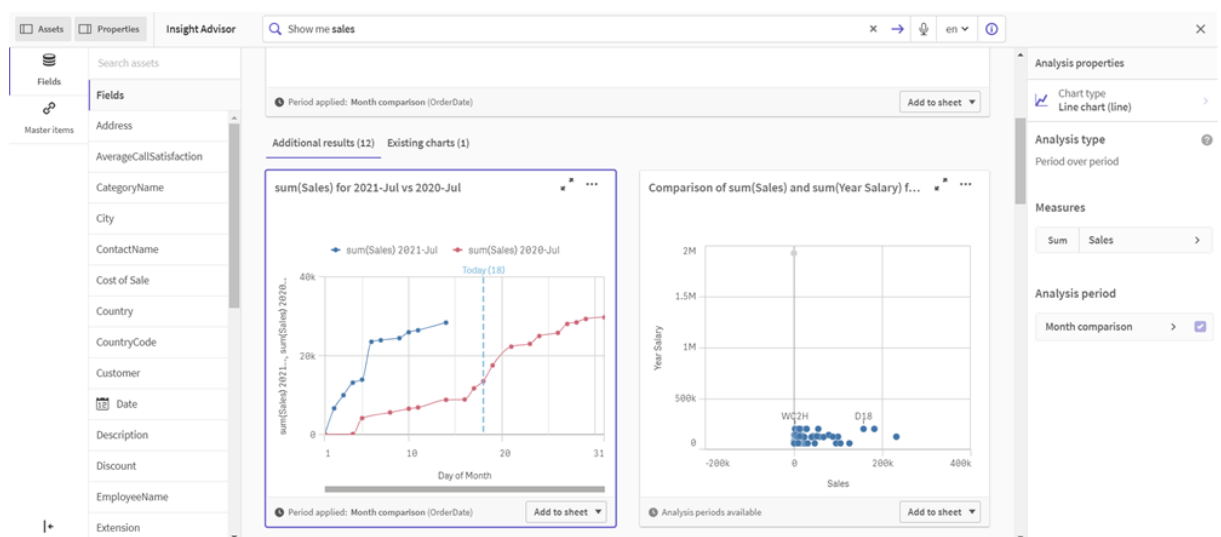 Assets Properties Insight Advisor Show me sales en
Fields
Master items
Search assets
Fields
Address
AverageCallSatisfaction
CategoryName
City
ContactName
Cost of Sale
Country
CountryCode
Customer
Date
Description
Discount
EmployeeName
Extension
Period applied: Month comparison (OrderDate) Add to sheet
Additional results (12) Existing charts (1)
sum(Sales) for 2021-Jul vs 2020-Jul
sum(Sales) 2021-Jul sum(Sales) 2020-Jul
Today (18)
sum(Sales) 2021..., sum(Sales) 2020...
40k
20k
0
1 10 20 31
Day of Month
Period applied: Month comparison (OrderDate) Add to sheet
Comparison of sum(Sales) and sum(Year Salary) f...
Year Salary
2M
1.5M
1M
500k
0
WC2H D18
-200k 0 200k 400k
Sales
Analysis periods available Add to sheet
Analysis properties
Chart type
Line chart (line)
Analysis type
Period over period
Measures
Sum Sales
Analysis period
Month comparison